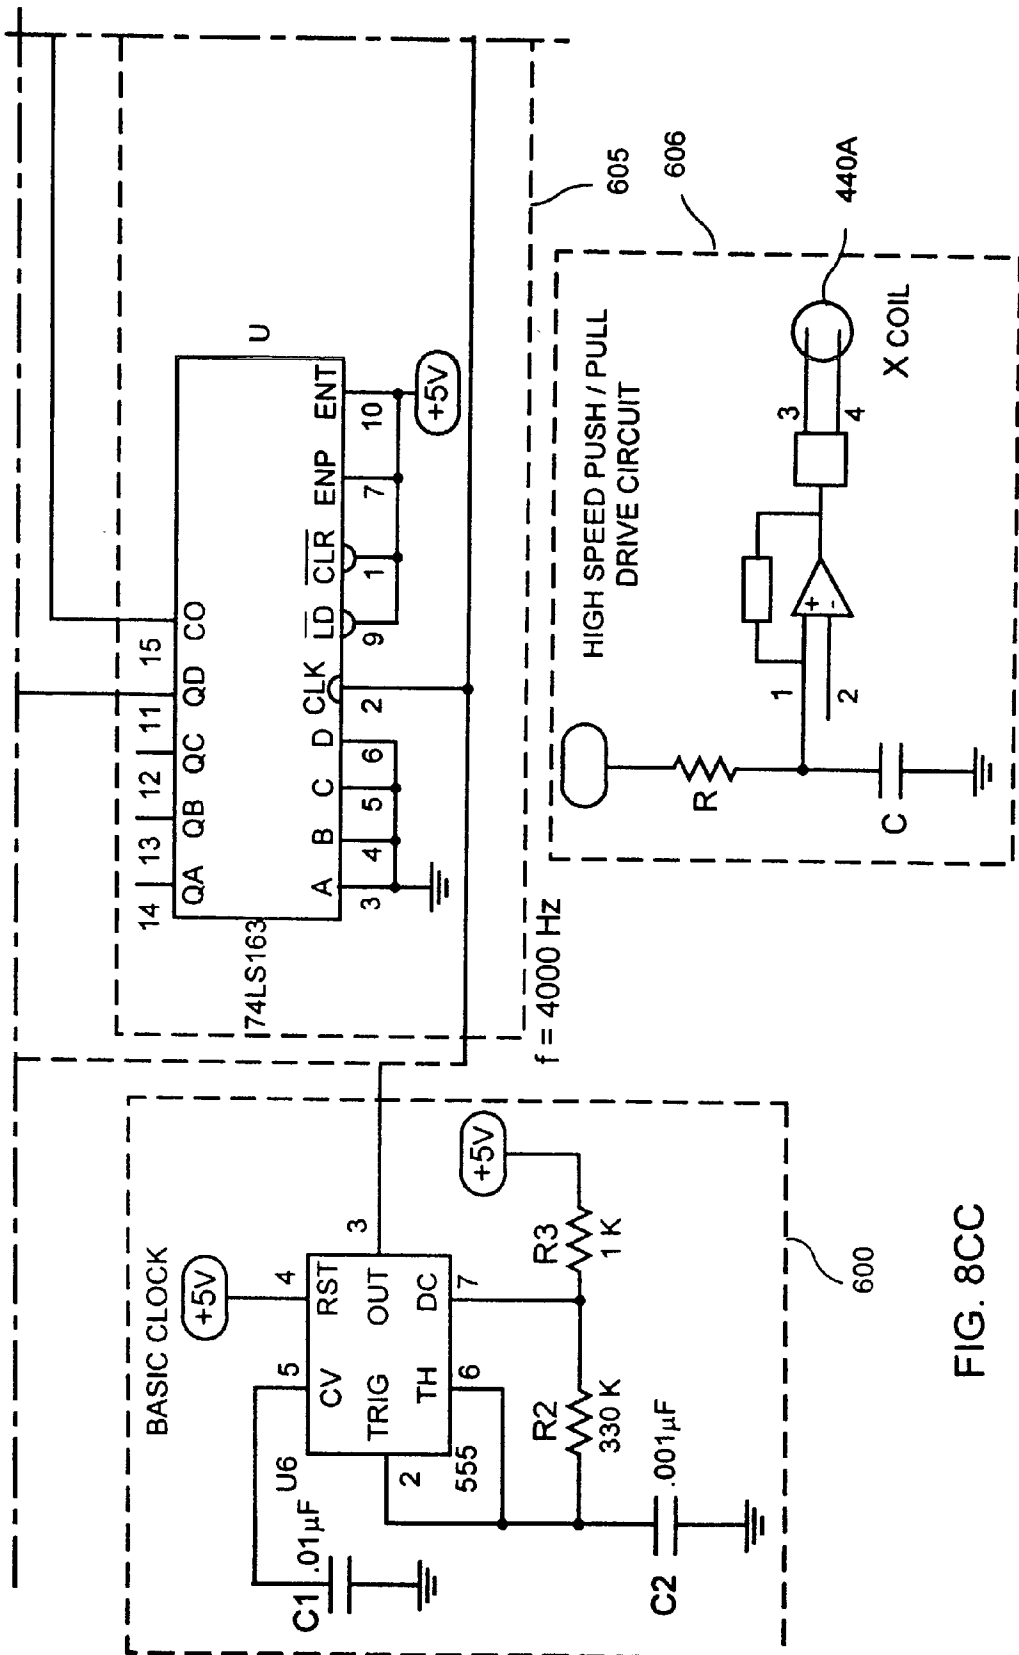 BASIC CLOCK
+5V
4
5
RST
CV
OUT
3
TRIG
DC
7
TH
6
2
U6
555
C1
.01µF
+5V
R3
1 K
R2
330 K
.001µF
C2
600
14
13
12
11
15
QA
QB
QC
QD
CO
74LS163
U
A
B
C
D
CLK
LD
CLR
ENP
ENT
3
4
5
6
2
9
1
7
10
+5V
605
f = 4000 Hz
HIGH SPEED PUSH / PULL
DRIVE CIRCUIT
606
R
C
1
2
+
-
3
4
X COIL
440A
FIG. 8CC